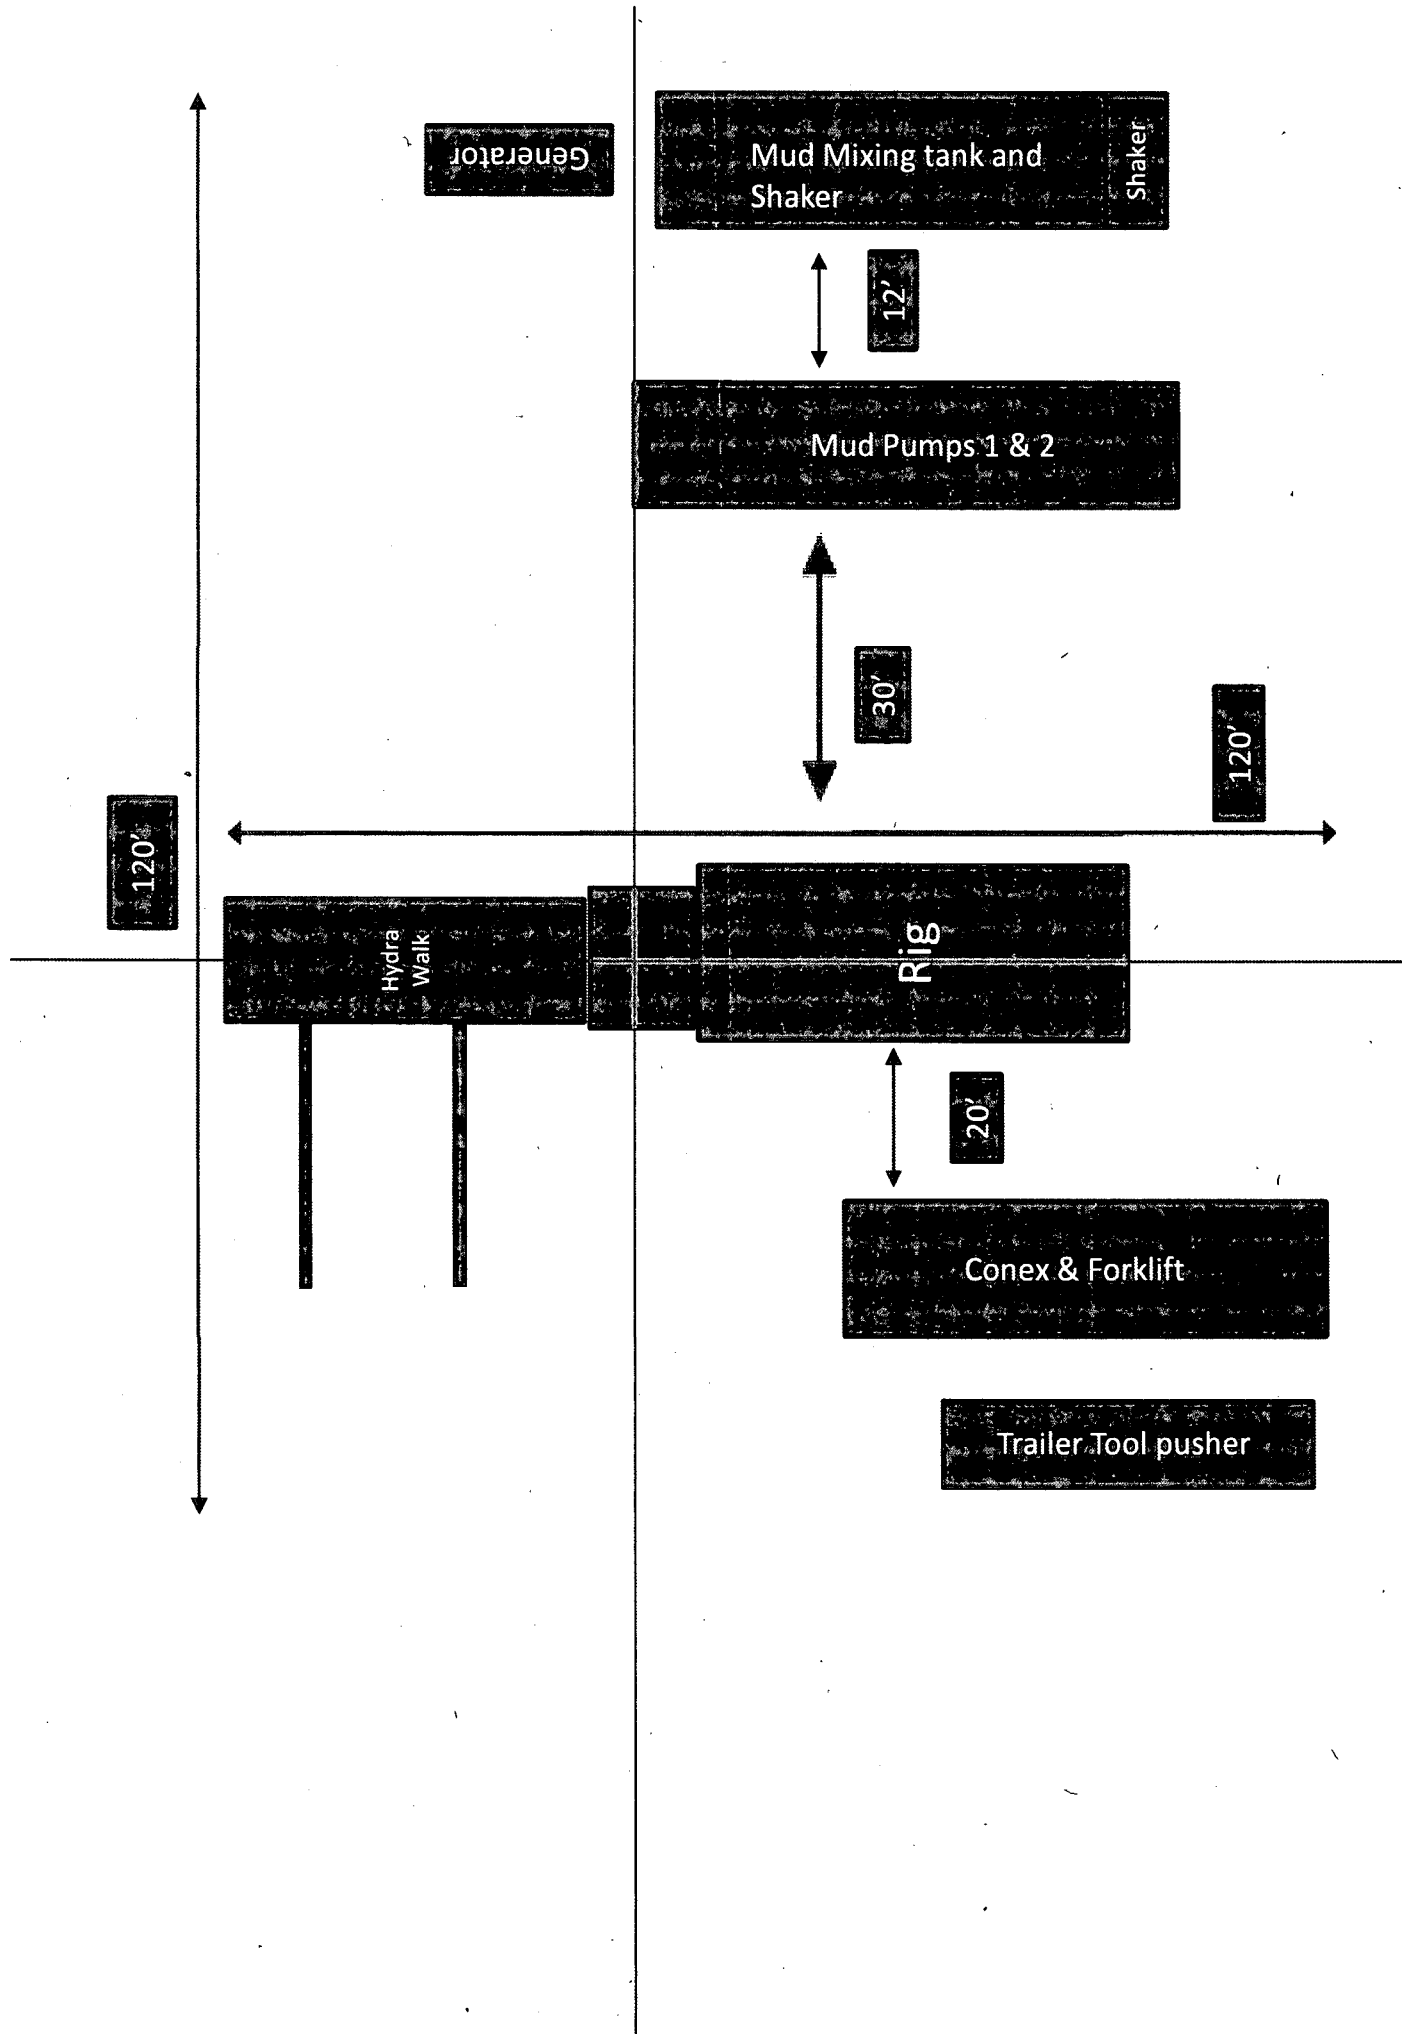 Generator
Mud Mixing tank and
Shaker
Shaker
12'
Mud Pumps 1 & 2
30'
120'
120'
Hydra
Walk
Rig
20'
Conex & Forklift
Trailer Tool pusher